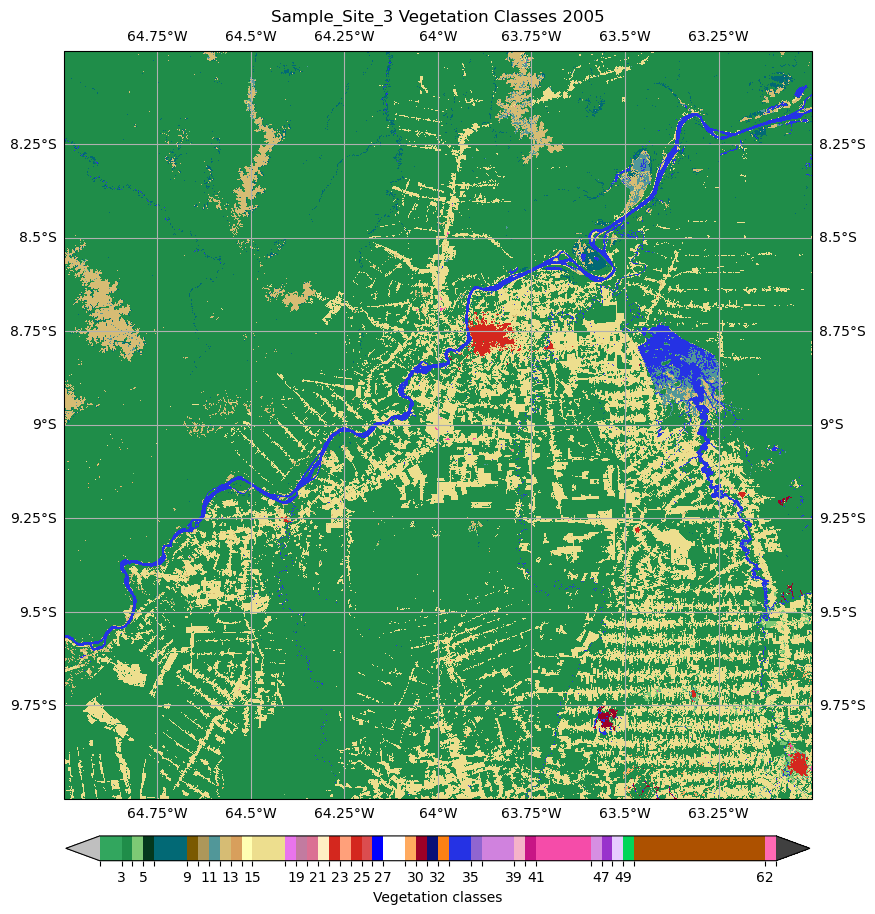 Sample_Site_3 Vegetation Classes 2005
64.75°W 64.5°W 64.25°W 64°W 63.75°W 63.5°W 63.25°W
8.25°S 8.25°S
8.5°S 8.5°S
8.75°S 8.75°S
9°S 9°S
9.25°S 9.25°S
9.5°S 9.5°S
9.75°S 9.75°S
64.75°W 64.5°W 64.25°W 64°W 63.75°W 63.5°W 63.25°W
3 5 9 11 13 15 19 21 23 25 27 30 32 35 39 41 47 49 62
Vegetation classes